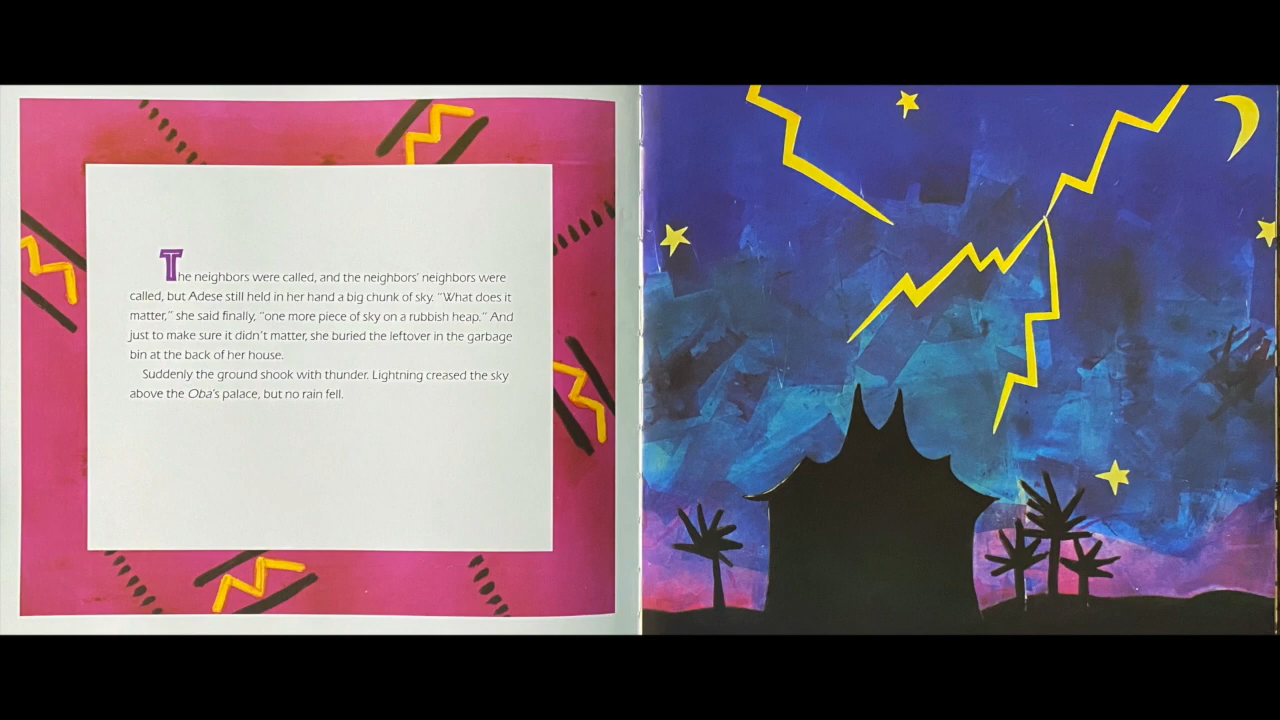 The neighbors were called, and the neighbors' neighbors were
called, but Adese still held in her hand a big chunk of sky. "What does it
matter," she said finally, "one more piece of sky on a rubbish heap." And
just to make sure it didn't matter, she buried the leftover in the garbage
bin at the back of her house.
Suddenly the ground shook with thunder. Lightning creased the sky
above the Oba's palace, but no rain fell.